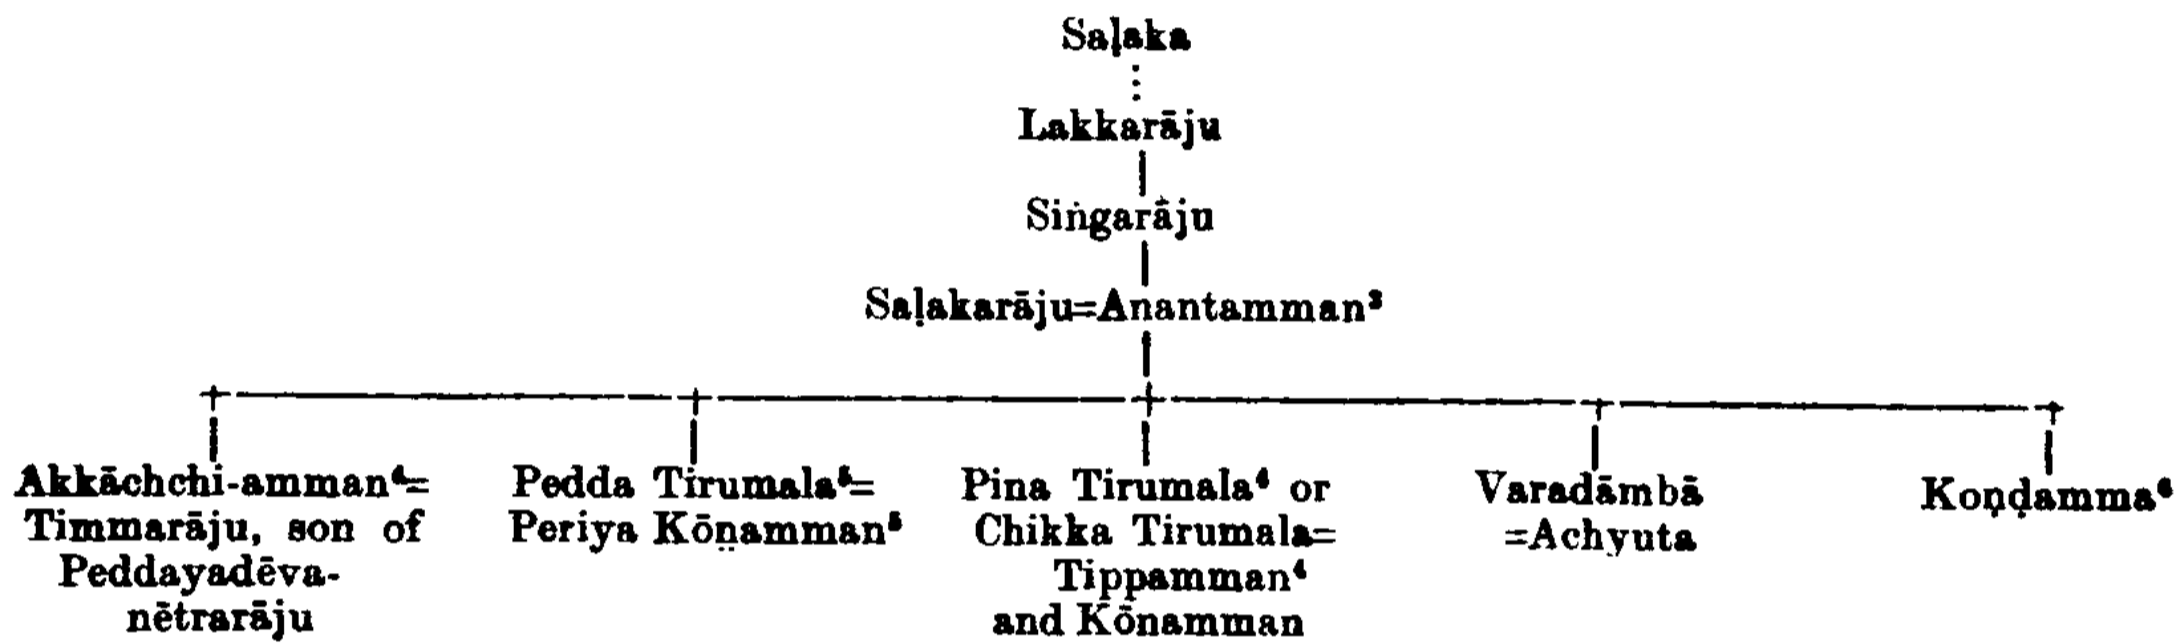 Saḷaka
Lakkarāju
Siṅgarāju
Saḷakarāju=Anantamman³
Akkāchchi-amman⁴=
Timmarāju, son of
Peddayadēva-
nētrarāju
Pedda Tirumala⁵=
Periya Kōṉamman⁵
Pina Tirumala⁴ or
Chikka Tirumala=
Tippamman⁴
and Kōnamman
Varadāmbā
=Achyuta
Koṇḍamma⁶